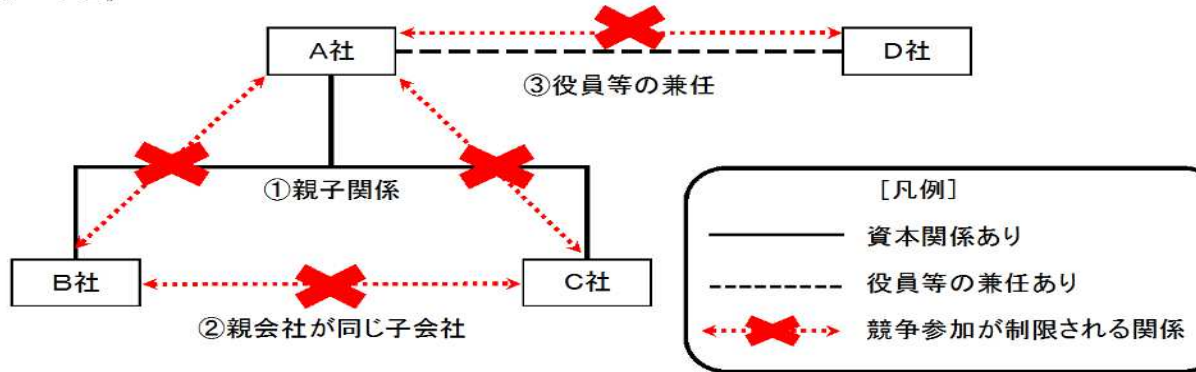 A社
D社
③役員等の兼任
①親子関係
B社
C社
②親会社が同じ子会社
[凡例]
資本関係あり
役員等の兼任あり
競争参加が制限される関係